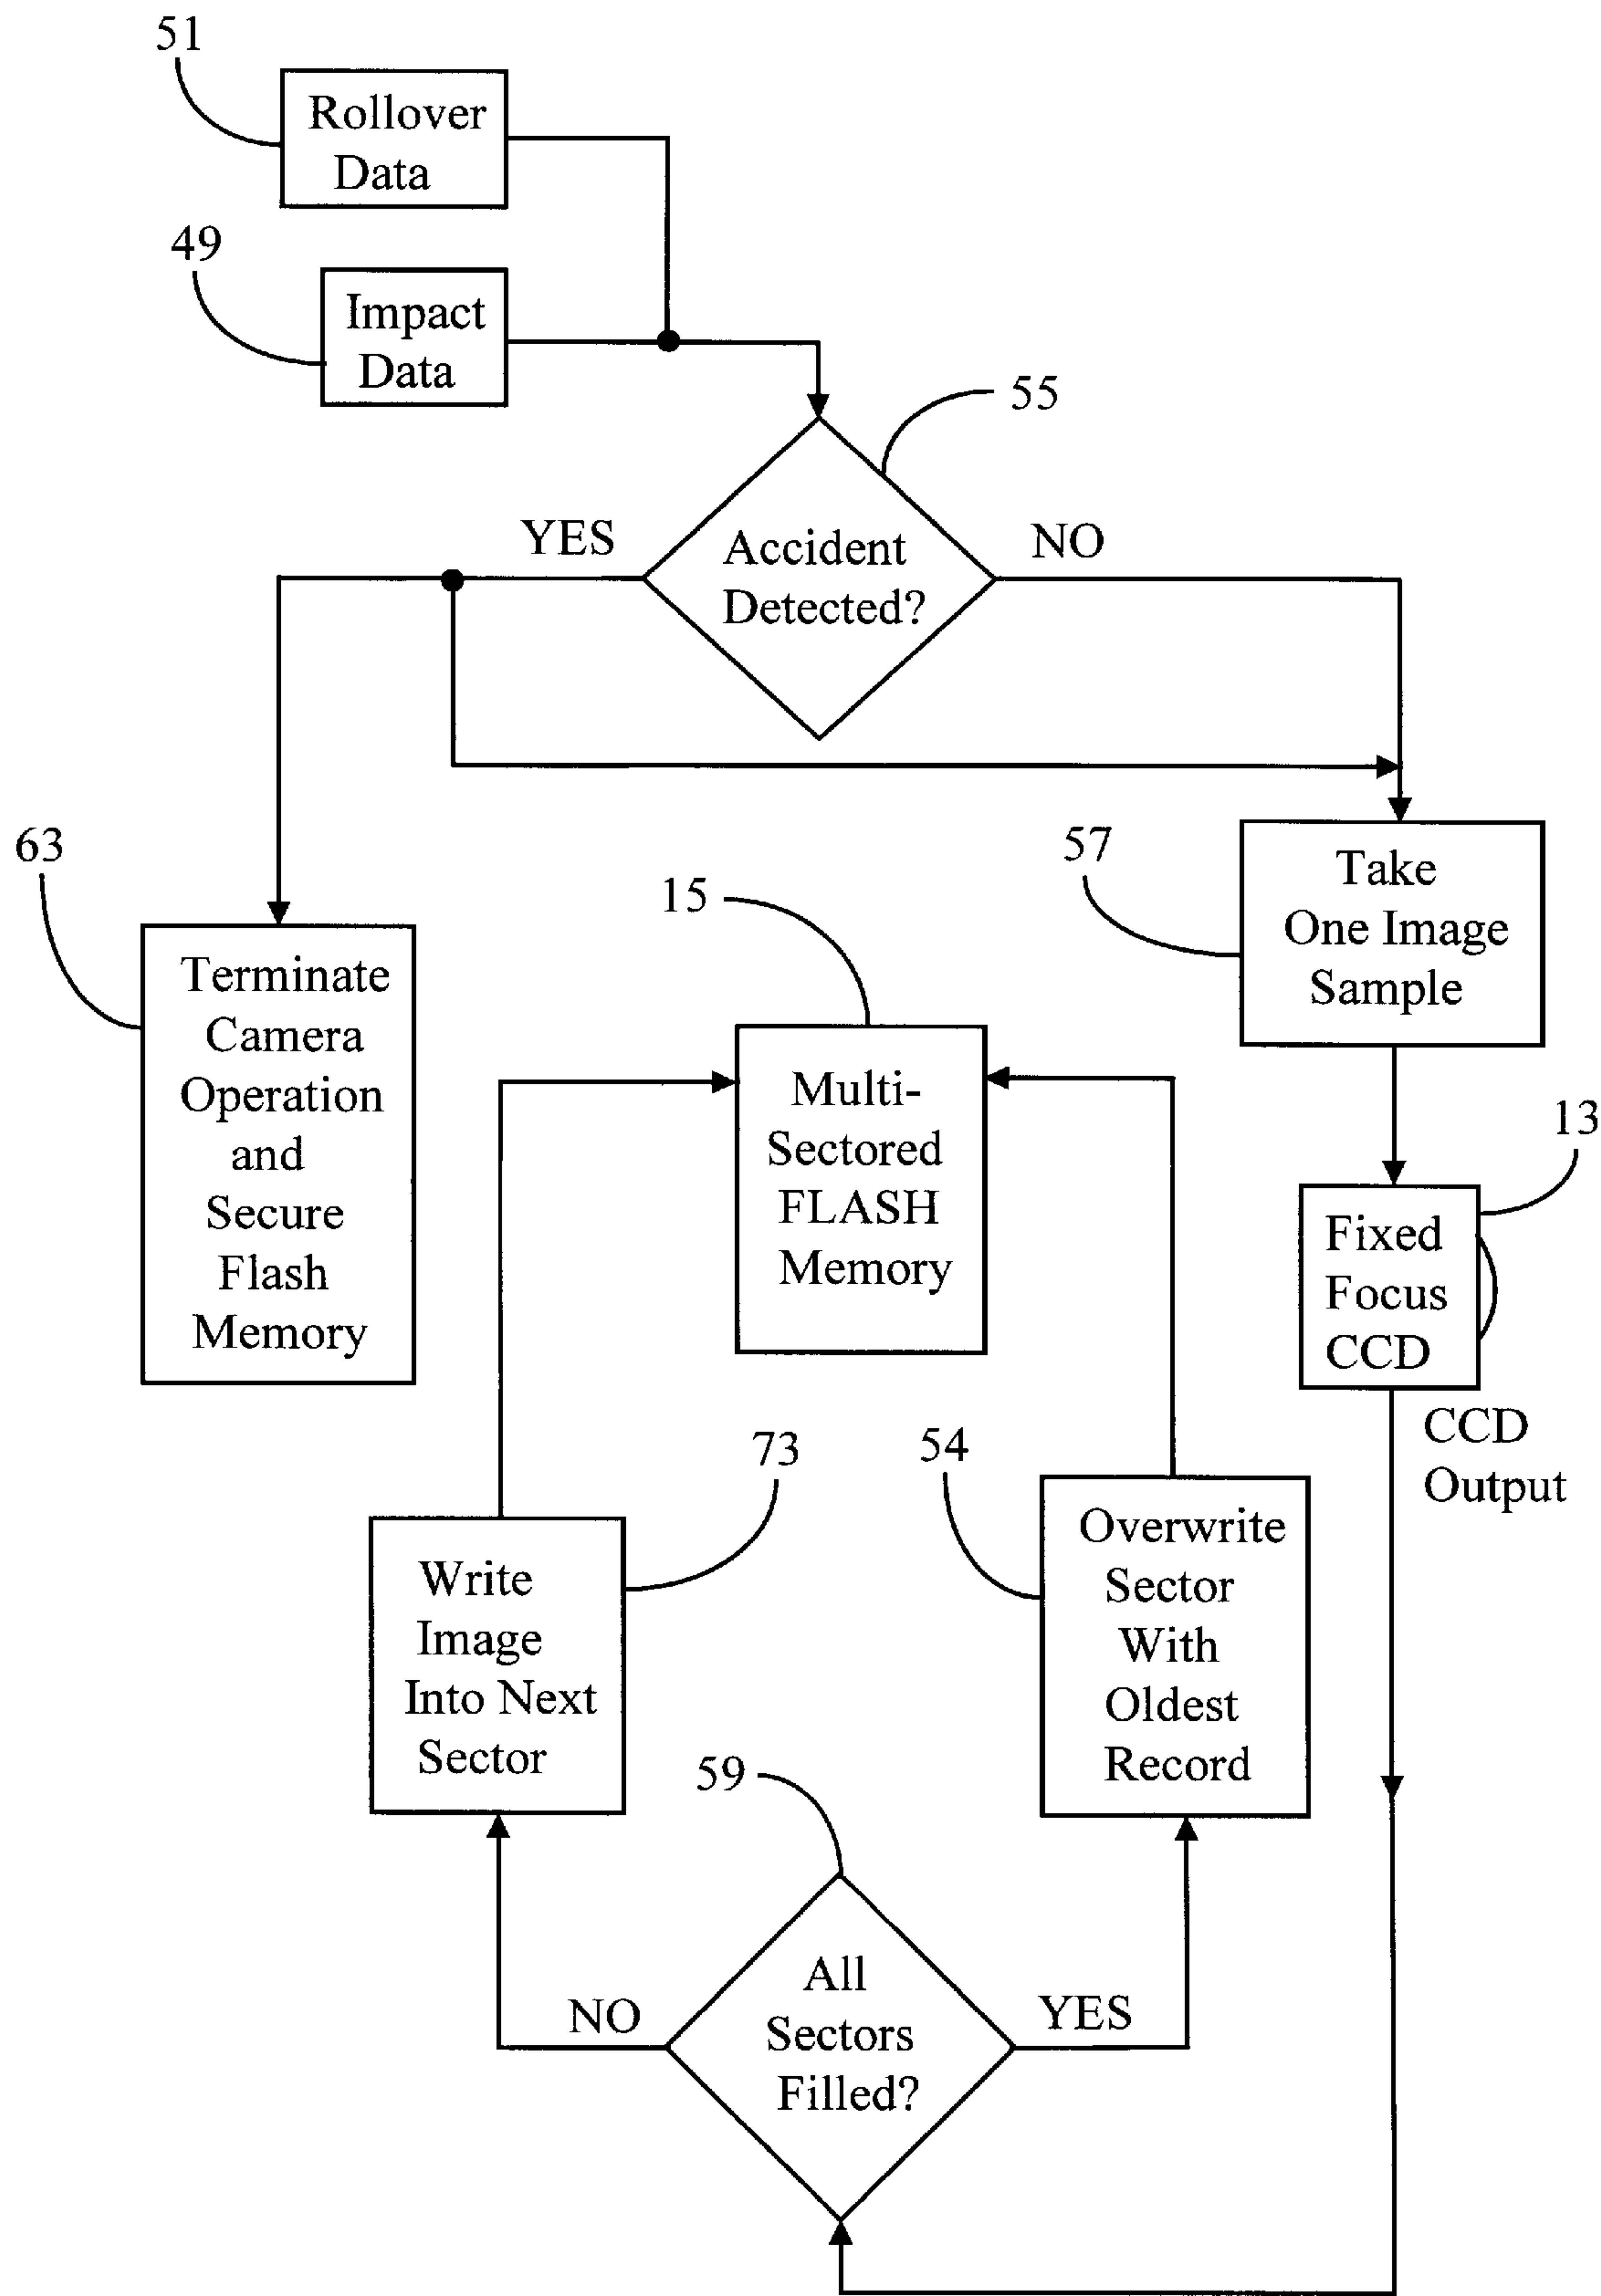 51
Rollover
Data
49
Impact
Data
55
YES
NO
Accident
Detected?
63
Terminate
Camera
Operation
and
Secure
Flash
Memory
15
Multi-
Sectored
FLASH
Memory
57
Take
One Image
Sample
13
Fixed
Focus
CCD
CCD
Output
73
Write
Image
Into Next
Sector
54
Overwrite
Sector
With
Oldest
Record
59
All
Sectors
Filled?
NO
YES